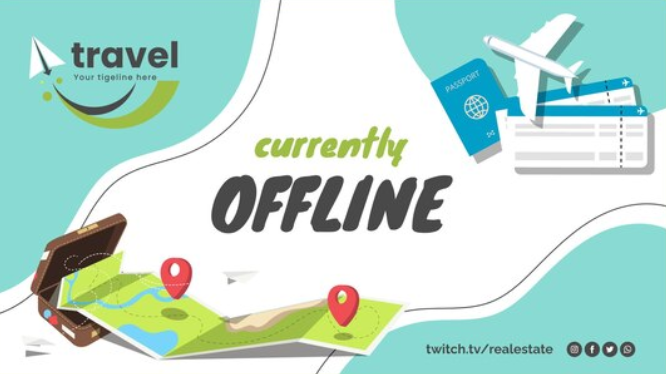 travel
Your tigeline here
PASSPORT
currently
OFFLINE
twitch.tv/realestate